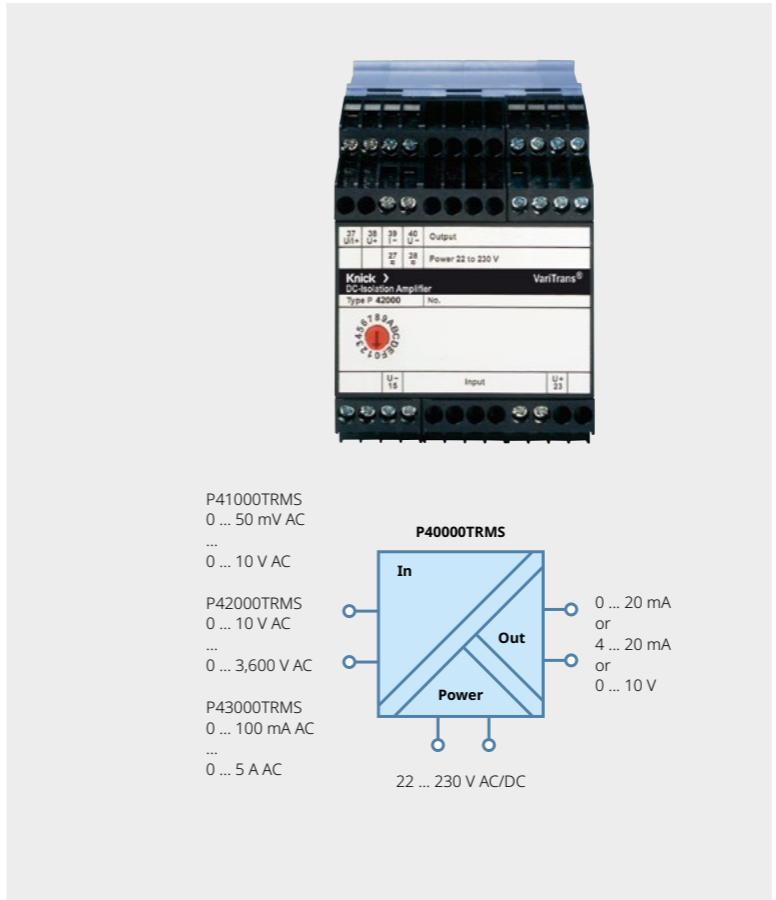 37 38 39 40 Output
U/I+ U+ I− U−
27 28 Power 22 to 230 V
≂ ≂
Knick > VariTrans®
DC-Isolation Amplifier
Type P 42000 No.
0123456789ABCDEF
U− Input U+
15 23
P41000TRMS
0 ... 50 mV AC
...
0 ... 10 V AC
P42000TRMS
0 ... 10 V AC
...
0 ... 3,600 V AC
P43000TRMS
0 ... 100 mA AC
...
0 ... 5 A AC
P40000TRMS
In
Out
Power
0 ... 20 mA
or
4 ... 20 mA
or
0 ... 10 V
22 ... 230 V AC/DC